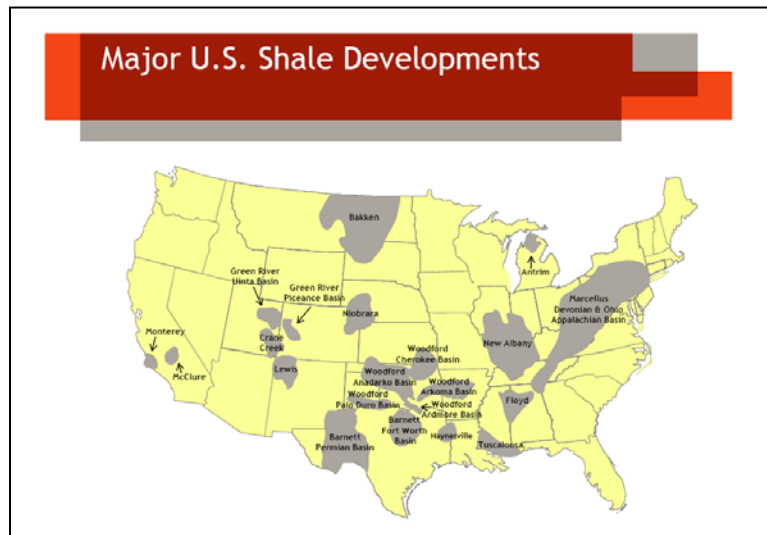 Major U.S. Shale Developments
Bakken
Antrim
Green River
Uinta Basin
Green River
Piceance Basin
Marcellius
Devonian & Ohio
Appalachian Basin
Niobrara
Monterey
Crane
Creek
New Albany
McClure
Lewis
Woodford
Cherokee Basin
Woodford
Anadarko Basin
Woodford
Arkoma Basin
Woodford
Palo Duro Basin
Woodford
Ardmore Basin
Floyd
Barnett
Fort Worth
Basin
Haynesville
Barnett
Permian Basin
Tuscaloosa